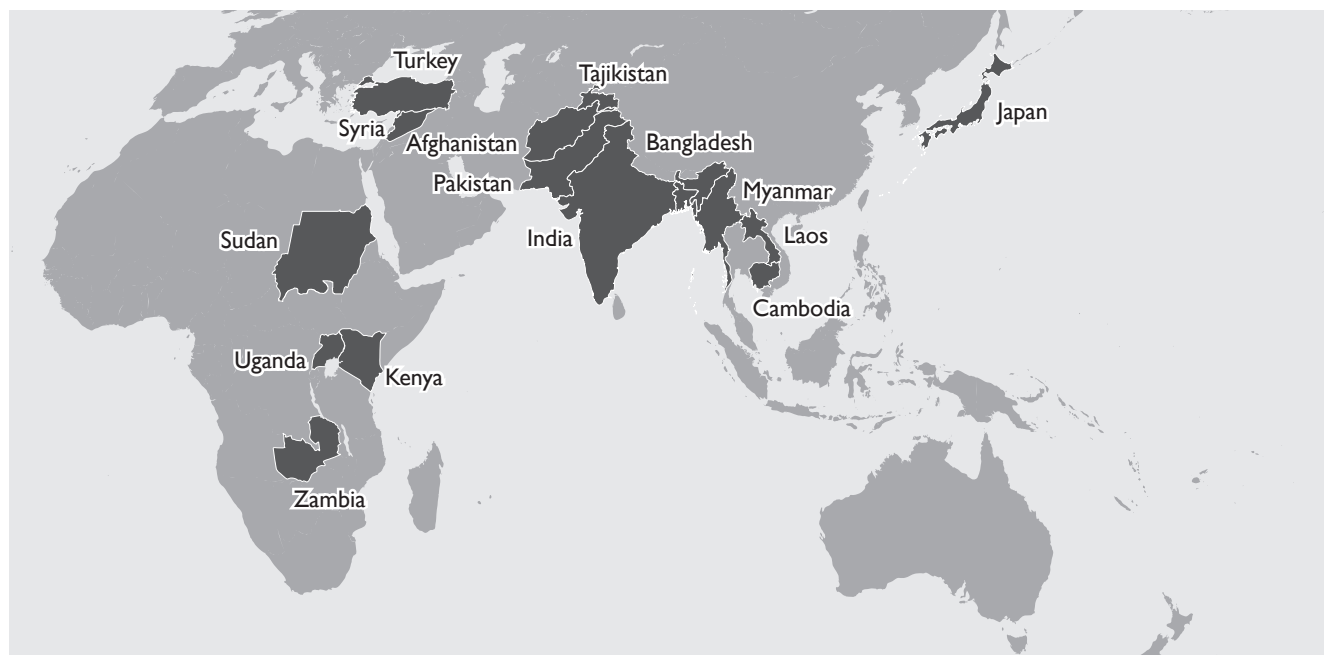 Turkey
Tajikistan
Japan
Syria
Afghanistan
Bangladesh
Pakistan
Myanmar
Sudan
India
Laos
Cambodia
Uganda
Kenya
Zambia